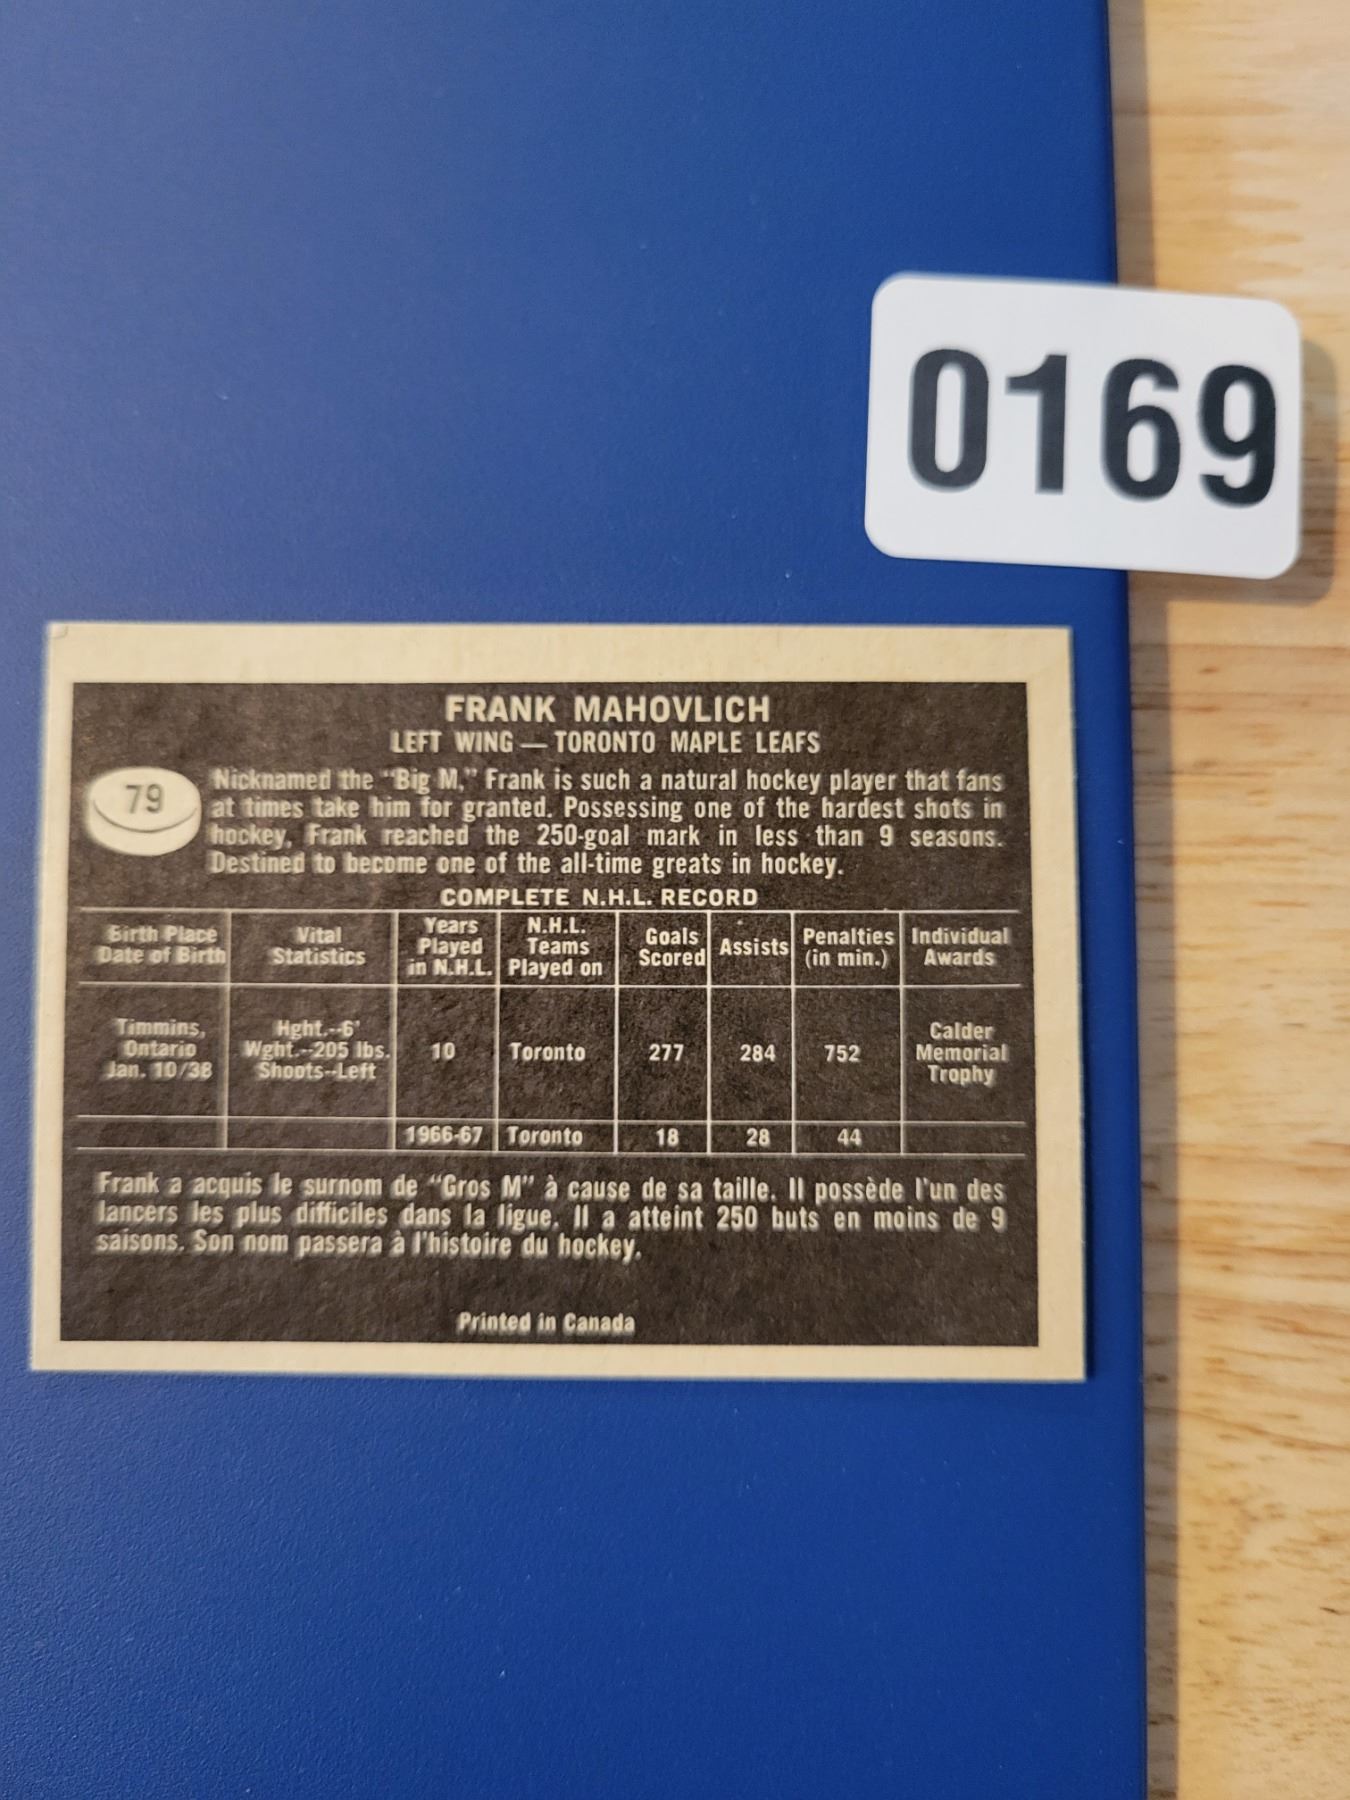 0169
FRANK MAHOVLICH
LEFT WING — TORONTO MAPLE LEAFS
79
Nicknamed the "Big M," Frank is such a natural hockey player that fans
at times take him for granted. Possessing one of the hardest shots in
hockey, Frank reached the 250-goal mark in less than 9 seasons.
Destined to become one of the all-time greats in hockey.
COMPLETE N.H.L. RECORD
Birth Place
Date of Birth
Vital
Statistics
Years
Played
in N.H.L.
N.H.L.
Teams
Played on
Goals
Scored
Assists
Penalties
(in min.)
Individual
Awards
Timmins,
Ontario
Jan. 10/38
Hght.--6'
Wght.--205 lbs.
Shoots--Left
10
Toronto
277
284
752
Calder
Memorial
Trophy
1966-67
Toronto
18
28
44
Frank a acquis le surnom de "Gros M" à cause de sa taille. Il possède l'un des
lancers les plus difficiles dans la ligue. Il a atteint 250 buts en moins de 9
saisons. Son nom passera à l'histoire du hockey.
Printed in Canada